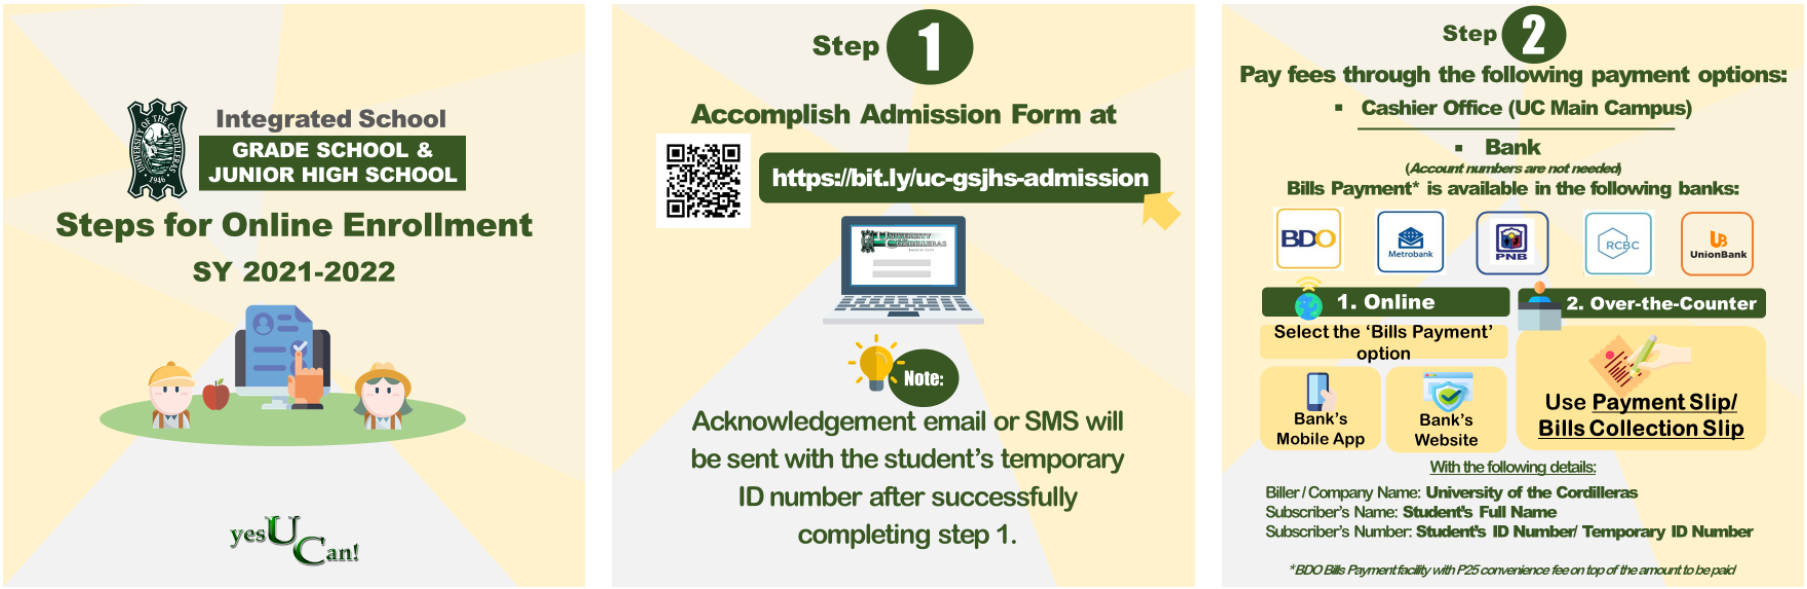 UNIVERSITY OF THE CORDILLERAS
1946
Integrated School
GRADE SCHOOL &
JUNIOR HIGH SCHOOL
Steps for Online Enrollment
SY 2021-2022
yesUCan!
Step 1
Accomplish Admission Form at
https://bit.ly/uc-gsjhs-admission
UNIVERSITY
CORDILLERAS
Note:
Acknowledgement email or SMS will
be sent with the student's temporary
ID number after successfully
completing step 1.
Step 2
Pay fees through the following payment options:
▪ Cashier Office (UC Main Campus)
▪ Bank
(Account numbers are not needed)
Bills Payment* is available in the following banks:
BDO
Metrobank
PNB
RCBC
UB
UnionBank
1. Online
Select the 'Bills Payment'
option
Bank's
Mobile App
Bank's
Website
2. Over-the-Counter
Use Payment Slip/
Bills Collection Slip
With the following details:
Biller / Company Name: University of the Cordilleras
Subscriber's Name: Student's Full Name
Subscriber's Number: Student's ID Number/ Temporary ID Number
*BDO Bills Payment facility with P25 convenience fee on top of the amount to be paid